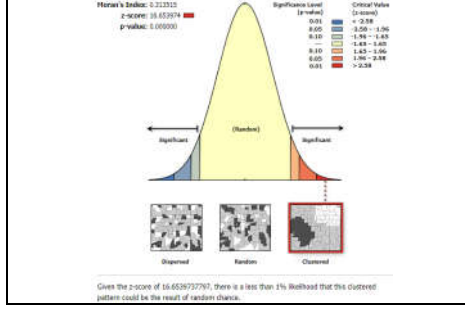 Moran's Index: 0.213515
z-score: 16.653974
p-value: 0.000000
Significance Level
(p-value)
Critical Value
(z-score)
0.01 < -2.58
0.05 -2.58 - -1.96
0.10 -1.96 - -1.65
— -1.65 - 1.65
0.10 1.65 - 1.96
0.05 1.96 - 2.58
0.01 > 2.58
(Random)
Significant
Significant
Dispersed
Random
Clustered
Given the z-score of 16.6539737797, there is a less than 1% likelihood that this clustered
pattern could be the result of random chance.